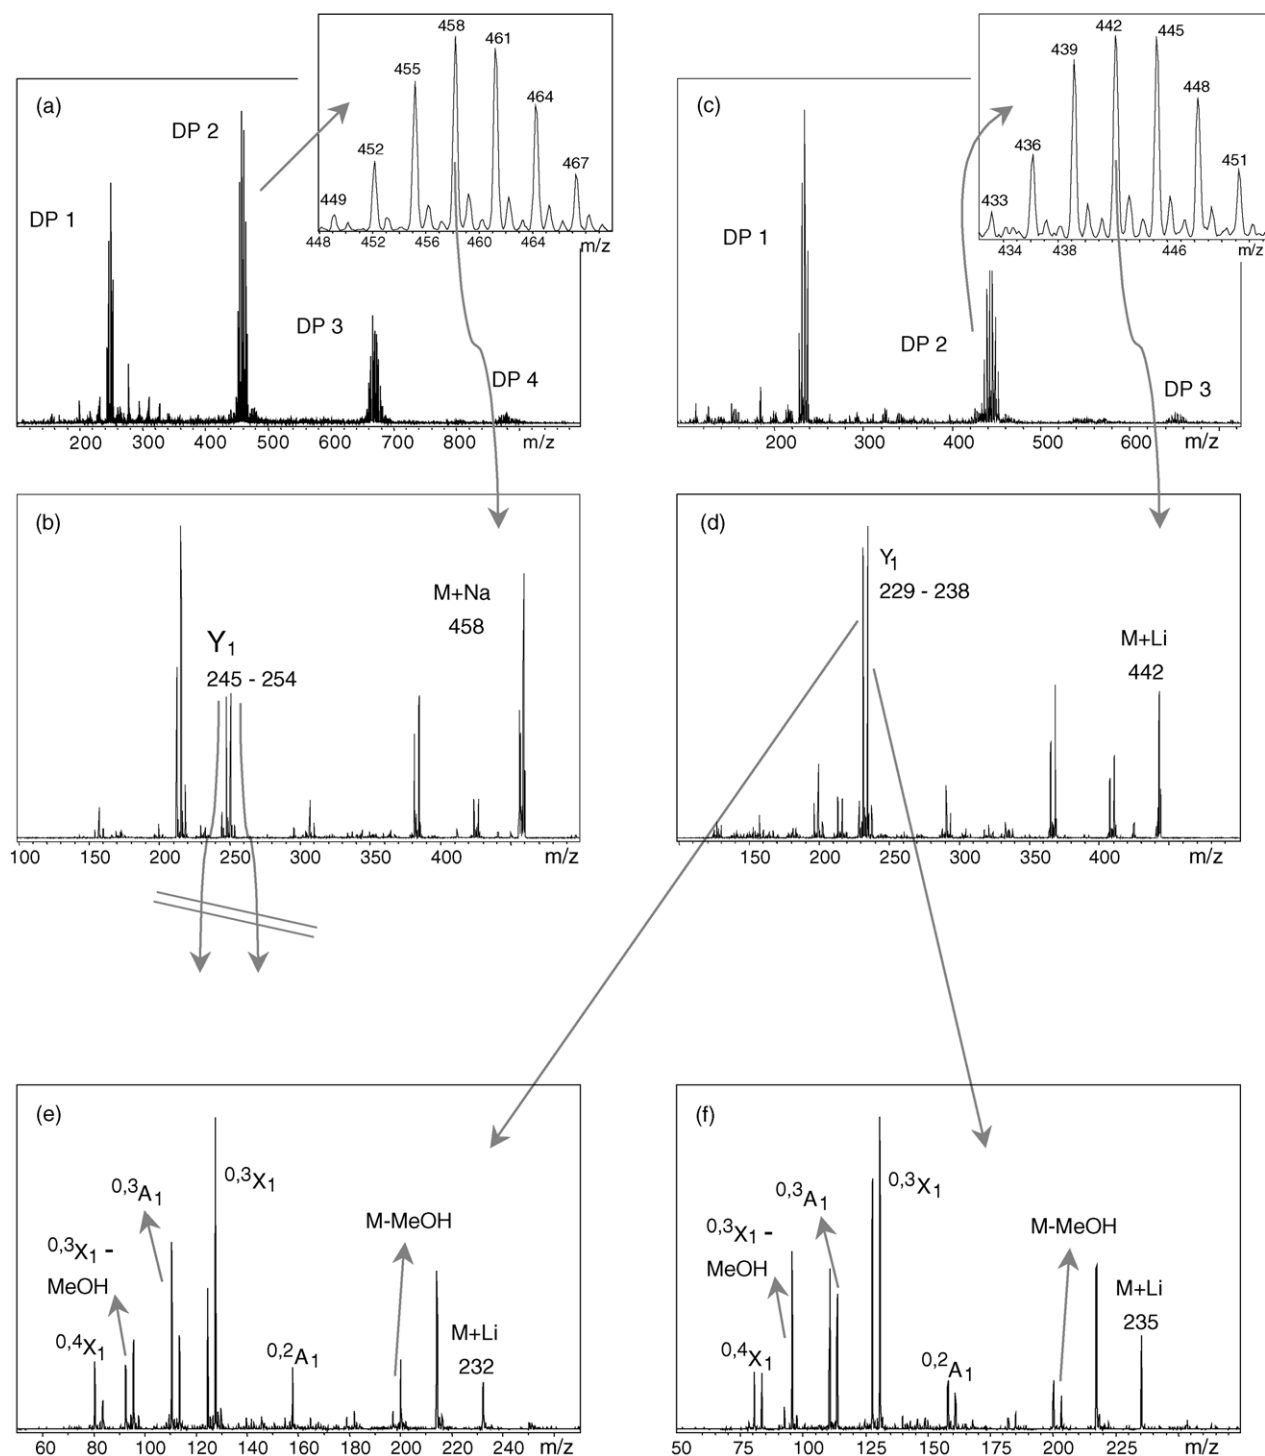 (a)
DP 1
DP 2
DP 3
DP 4
200 300 400 500 600 700 800 m/z
449 452 455 458 461 464 467
448 452 456 460 464 m/z
(c)
DP 1
DP 2
DP 3
200 300 400 500 600 m/z
433 436 439 442 445 448 451
434 438 446 m/z
(b)
Y1
245 - 254
M+Na
458
100 150 200 250 300 350 400 m/z
(d)
Y1
229 - 238
M+Li
442
150 200 250 300 350 400 m/z
(e)
0,4X1
0,3X1 -
MeOH
0,3A1
0,3X1
0,2A1
M-MeOH
M+Li
232
60 80 100 120 140 160 180 200 220 240 m/z
(f)
0,4X1
0,3X1 -
MeOH
0,3A1
0,3X1
0,2A1
M-MeOH
M+Li
235
50 75 100 125 150 175 200 225 m/z